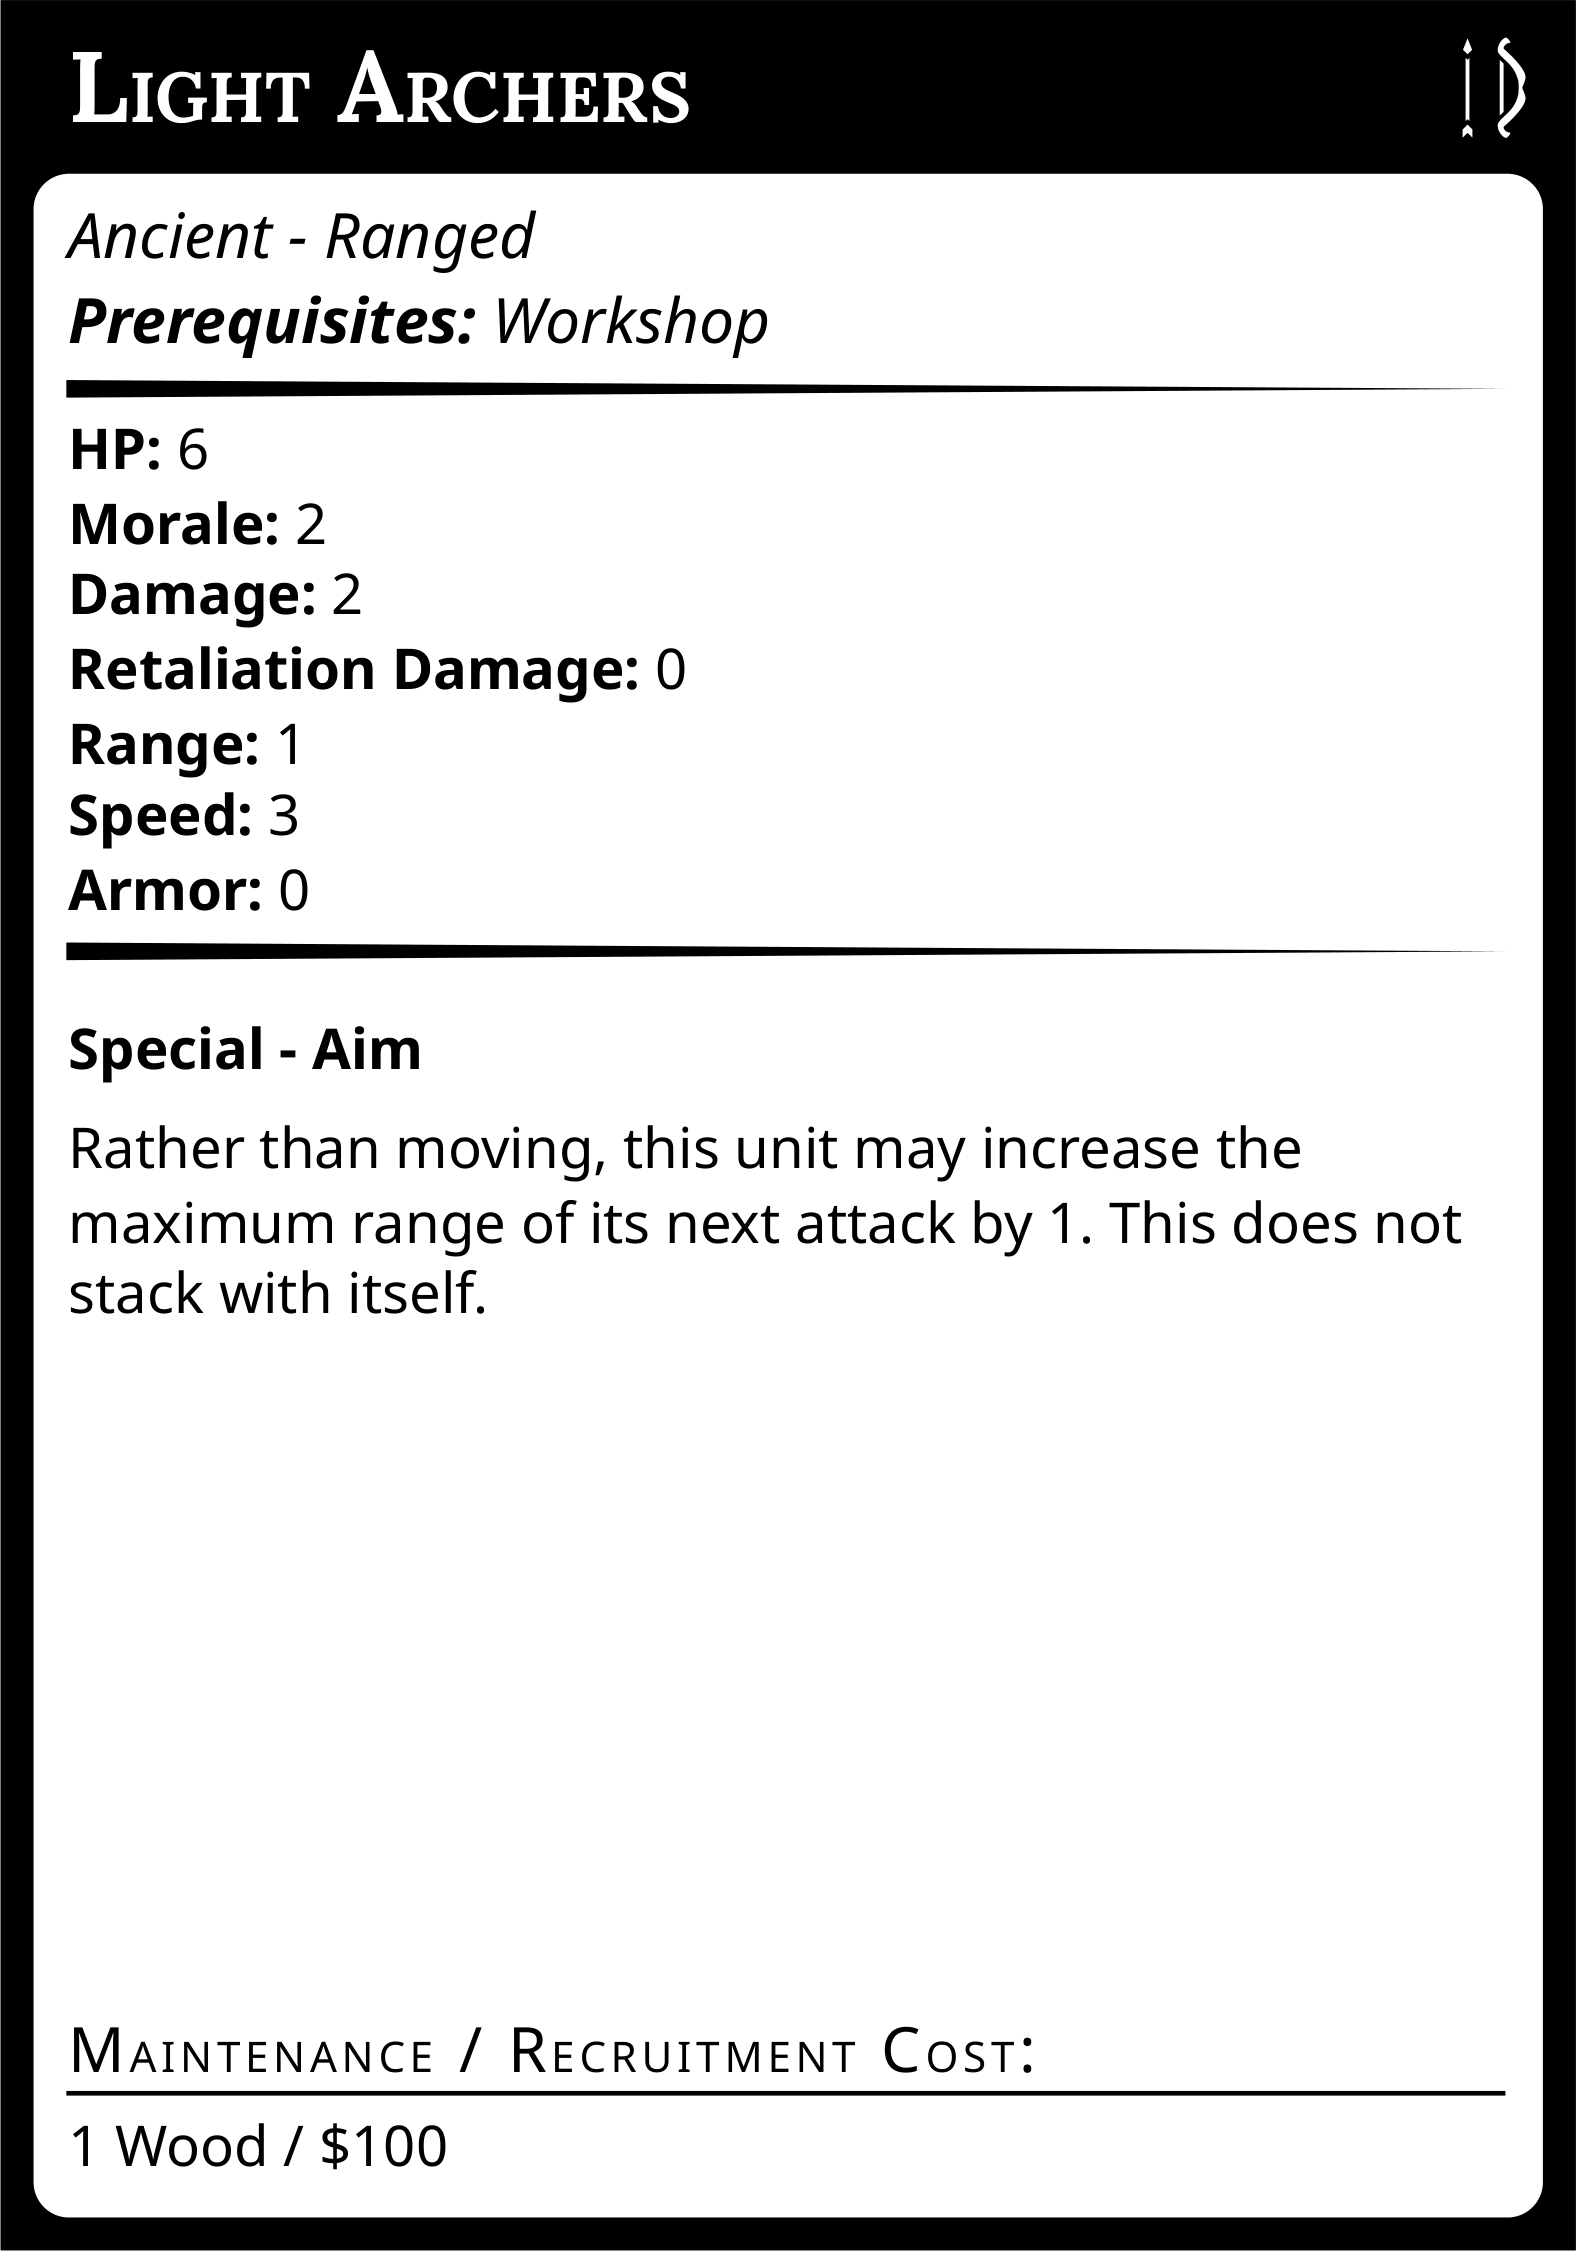 Light Archers
Ancient - Ranged
Prerequisites: Workshop
HP: 6
Morale: 2
Damage: 2
Retaliation Damage: 0
Range: 1
Speed: 3
Armor: 0
Special - Aim
Rather than moving, this unit may increase the
maximum range of its next attack by 1. This does not
stack with itself.
Maintenance / Recruitment Cost:
1 Wood / $100